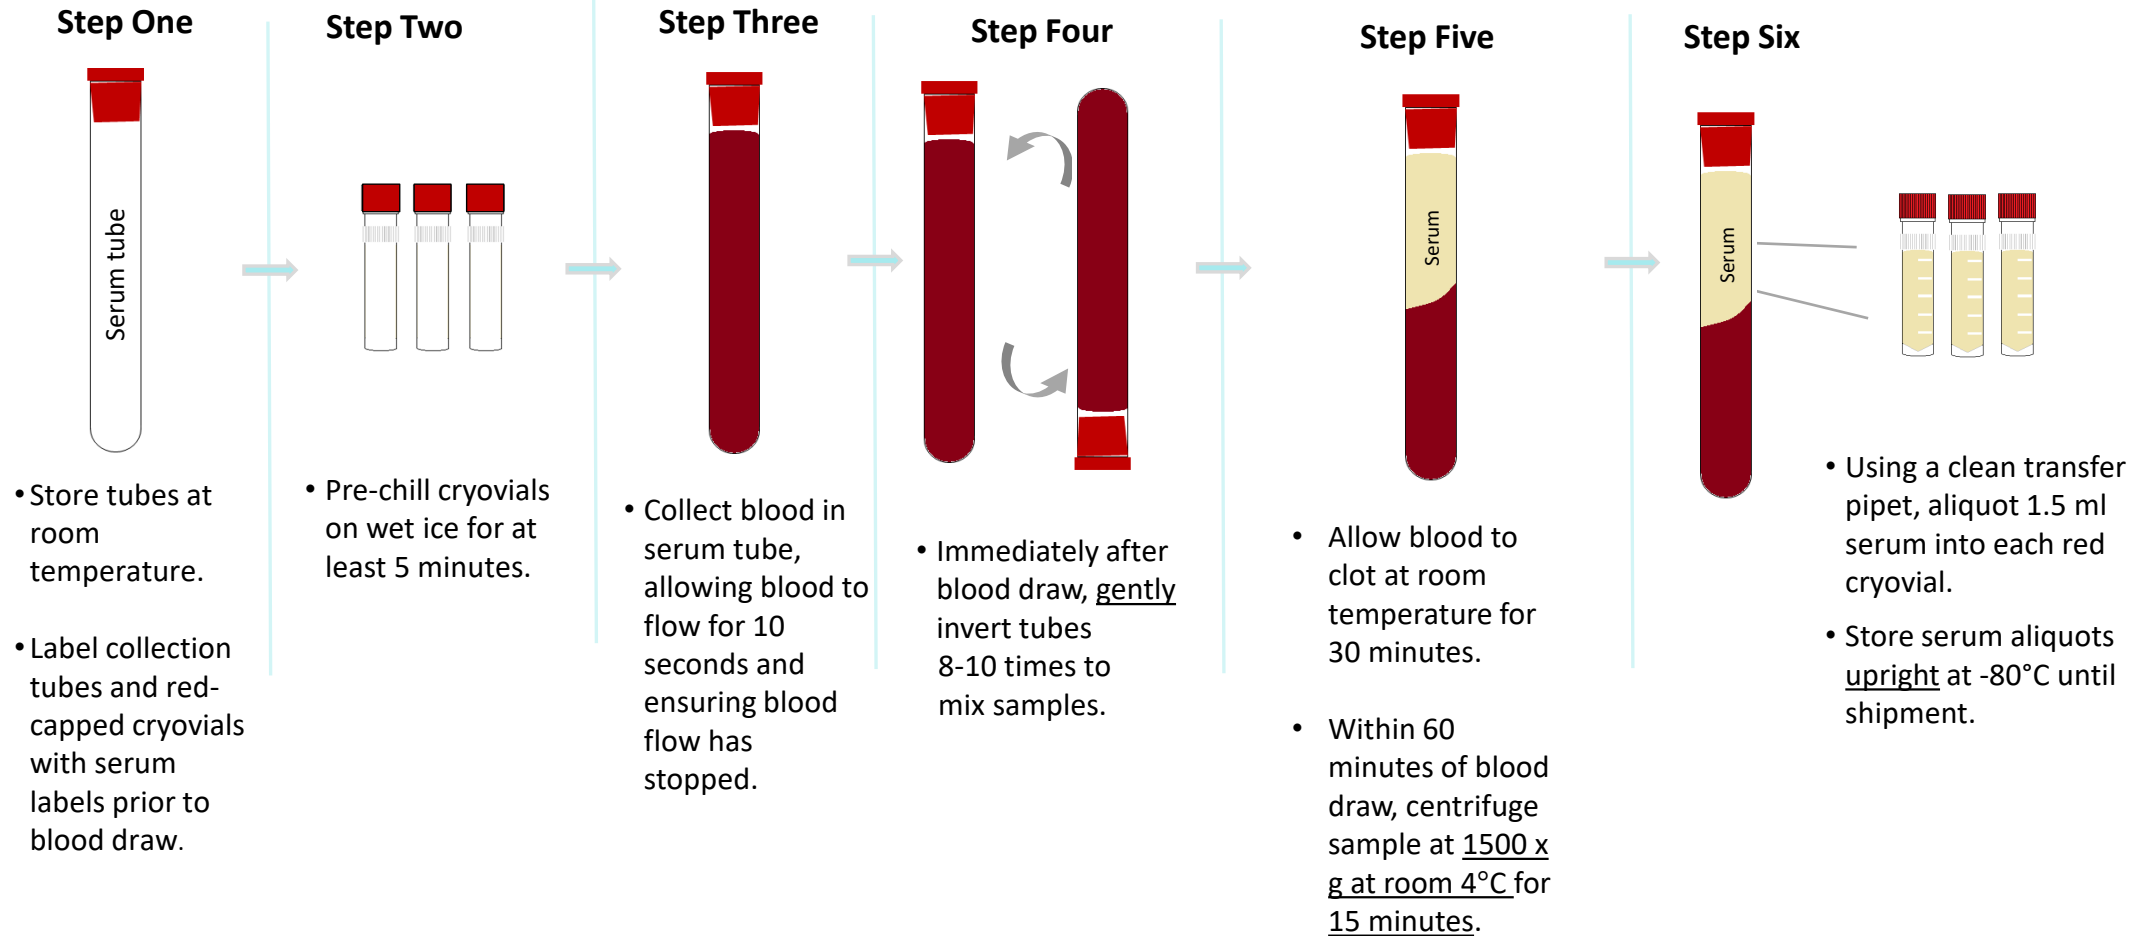 Step One
Serum tube
• Store tubes at
room
temperature.
• Label collection
tubes and red-
capped cryovials
with serum
labels prior to
blood draw.
Step Two
• Pre-chill cryovials
on wet ice for at
least 5 minutes.
Step Three
• Collect blood in
serum tube,
allowing blood to
flow for 10
seconds and
ensuring blood
flow has
stopped.
Step Four
• Immediately after
blood draw, gently
invert tubes
8-10 times to
mix samples.
Step Five
Serum
• Allow blood to
clot at room
temperature for
30 minutes.
• Within 60
minutes of blood
draw, centrifuge
sample at 1500 x
g at room 4°C for
15 minutes.
Step Six
Serum
• Using a clean transfer
pipet, aliquot 1.5 ml
serum into each red
cryovial.
• Store serum aliquots
upright at -80°C until
shipment.